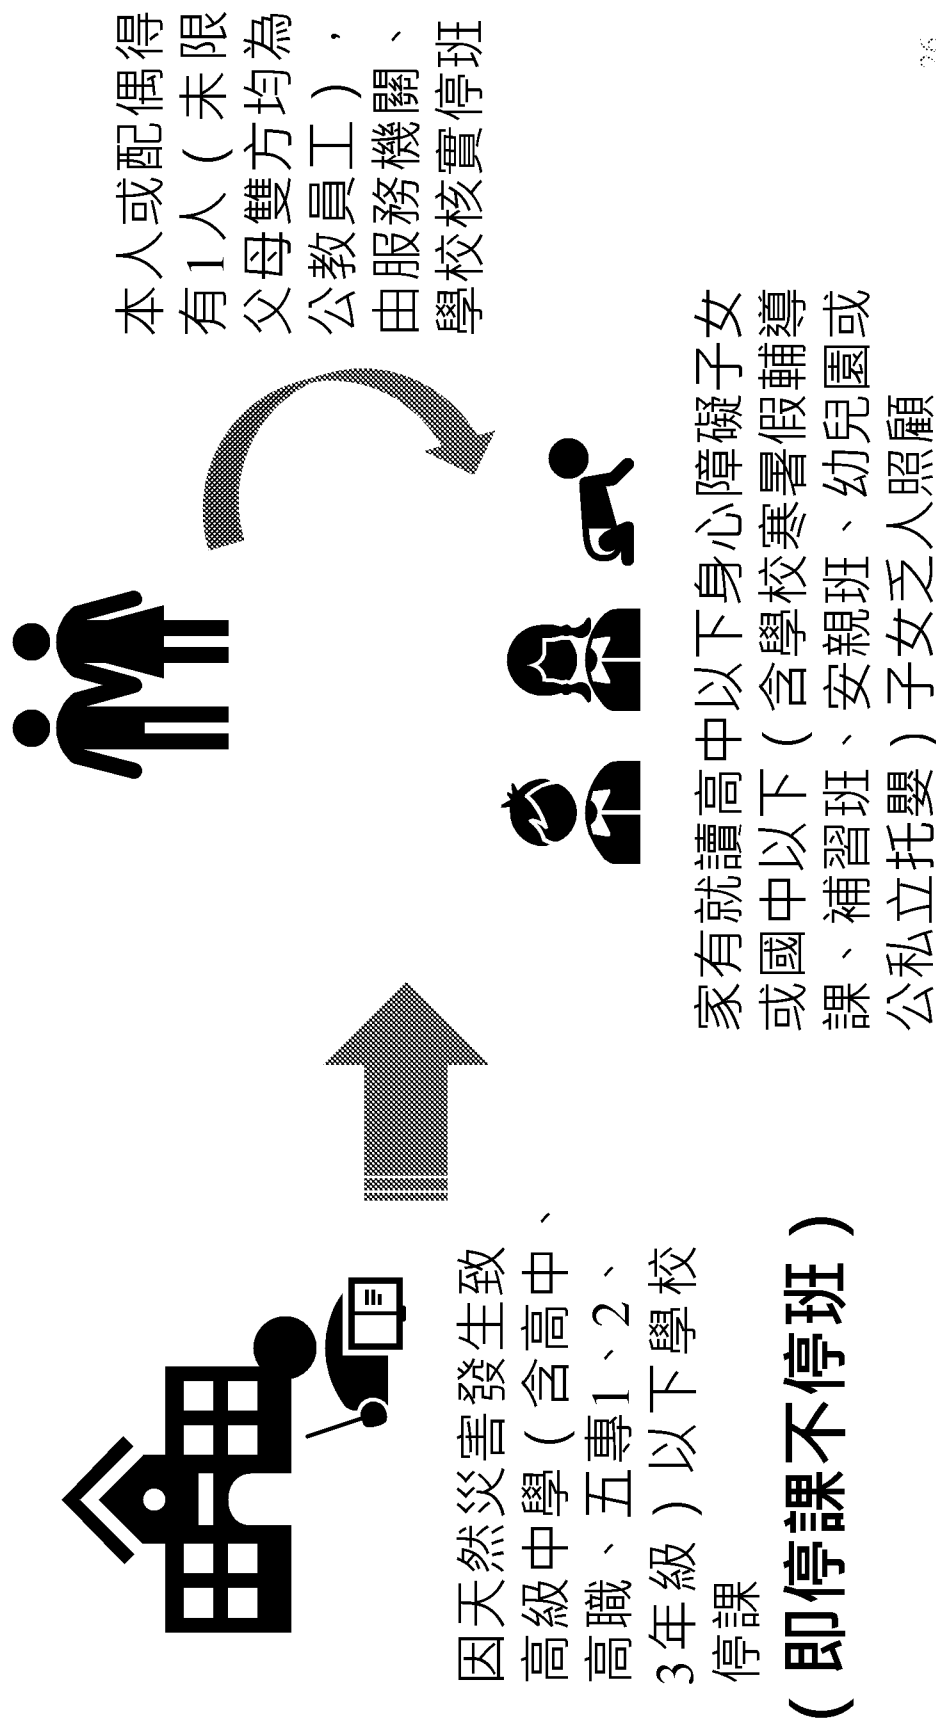 因天然災害發生致
高級中學（含高中、
高職、五專1、2、
3年級）以下學校
停課
（即停課不停班）
家有就讀高中以下身心障礙子女
或國中以下（含學校寒暑假輔導
課、補習班、安親班、幼兒園或
公私立托嬰）子女乏人照顧
本人或配偶得
有1人（未限
父母雙方均為
公教員工），
由服務機關、
學校核實停班
26